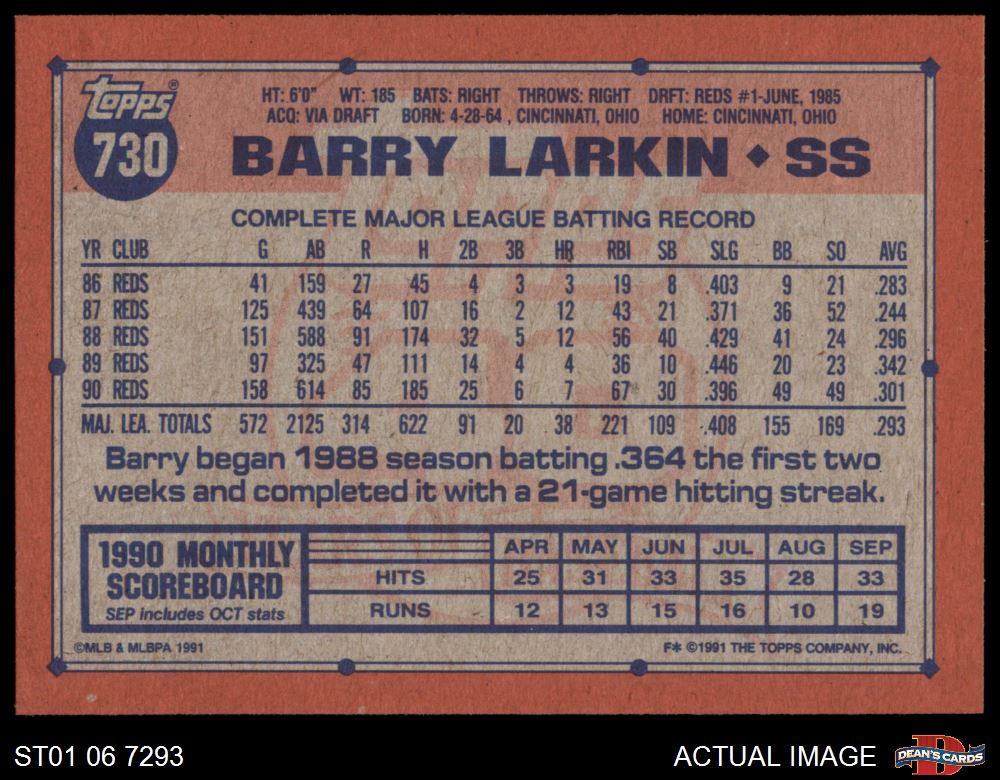 Topps®
730
HT: 6'0" WT: 185 BATS: RIGHT THROWS: RIGHT DRFT: REDS #1-JUNE, 1985
ACQ: VIA DRAFT BORN: 4-28-64 , CINCINNATI, OHIO HOME: CINCINNATI, OHIO
BARRY LARKIN ◆ SS
COMPLETE MAJOR LEAGUE BATTING RECORD
YR CLUB G AB R H 2B 3B HR RBI SB SLG BB SO AVG
86 REDS 41 159 27 45 4 3 3 19 8 .403 9 21 .283
87 REDS 125 439 64 107 16 2 12 43 21 .371 36 52 .244
88 REDS 151 588 91 174 32 5 12 56 40 .429 41 24 .296
89 REDS 97 325 47 111 14 4 4 36 10 .446 20 23 .342
90 REDS 158 614 85 185 25 6 7 67 30 .396 49 49 .301
MAJ. LEA. TOTALS 572 2125 314 622 91 20 38 221 109 .408 155 169 .293
Barry began 1988 season batting .364 the first two
weeks and completed it with a 21-game hitting streak.
1990 MONTHLY
SCOREBOARD
SEP includes OCT stats
APR MAY JUN JUL AUG SEP
HITS 25 31 33 35 28 33
RUNS 12 13 15 16 10 19
©MLB & MLBPA 1991 F* ©1991 THE TOPPS COMPANY, INC.
ST01 06 7293 ACTUAL IMAGE D DEAN'S CARDS